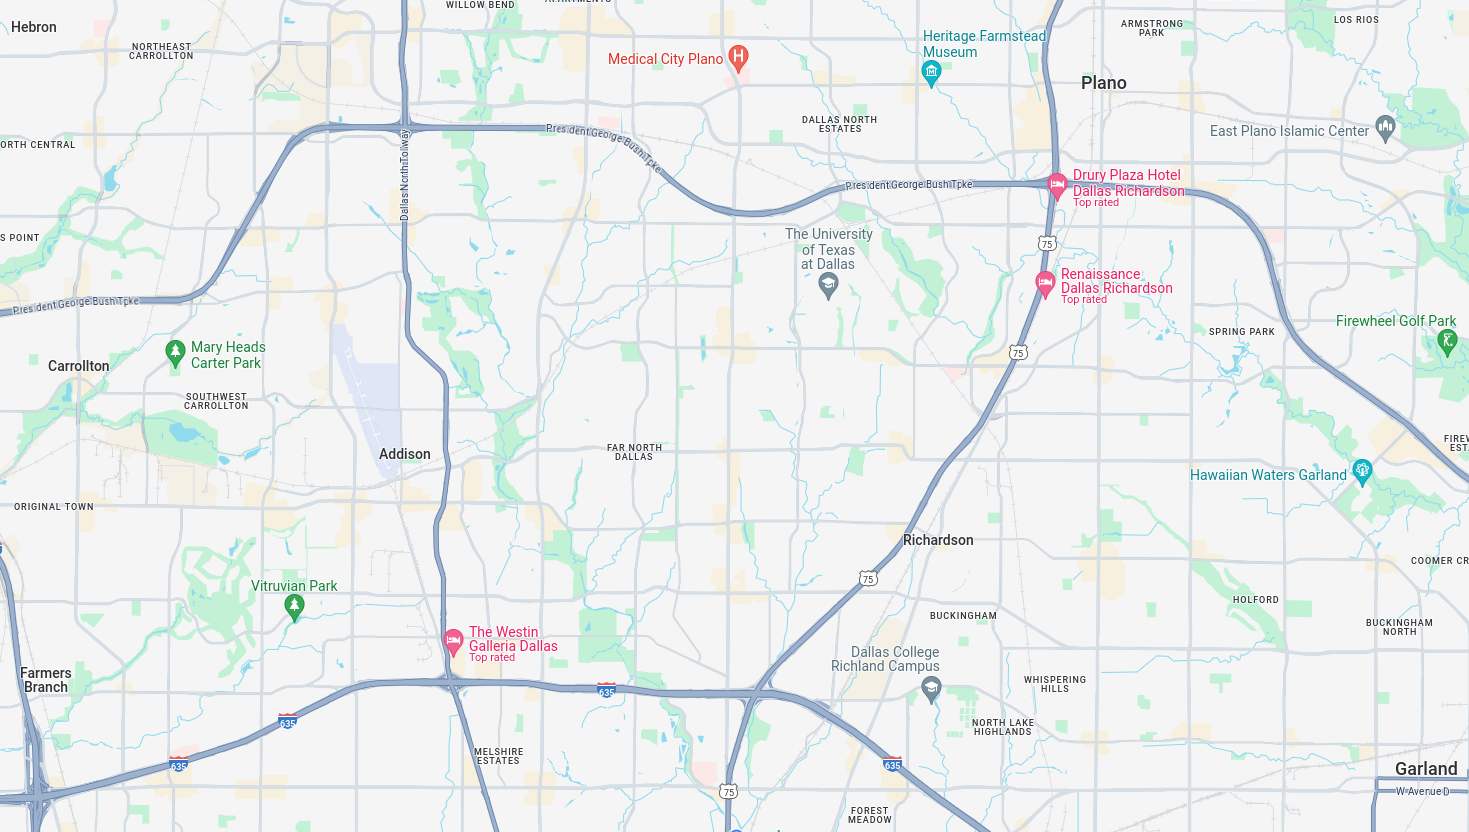 WILLOW BEND
Hebron
NORTHEAST
CARROLLTON
Medical City Plano
Heritage Farmstead
Museum
ARMSTRONG
PARK
LOS RIOS
Plano
DALLAS NORTH
ESTATES
East Plano Islamic Center
President George Bush Tpke
ORTH CENTRAL
Dallas North Tollway
President George Bush Tpke
Drury Plaza Hotel
Dallas Richardson
Top rated
S POINT
The University
of Texas
at Dallas
75
Renaissance
Dallas Richardson
Top rated
President George Bush Tpke
Firewheel Golf Park
SPRING PARK
Mary Heads
Carter Park
Carrollton
75
SOUTHWEST
CARROLLTON
Addison
FAR NORTH
DALLAS
FIREW
EST
Hawaiian Waters Garland
ORIGINAL TOWN
Richardson
COOMER CR
75
Vitruvian Park
HOLFORD
BUCKINGHAM
BUCKINGHAM
NORTH
The Westin
Galleria Dallas
Top rated
Dallas College
Richland Campus
Farmers
Branch
WHISPERING
HILLS
635
635
NORTH LAKE
HIGHLANDS
MELSHIRE
ESTATES
635
635
Garland
75
W Avenue D
FOREST
MEADOW